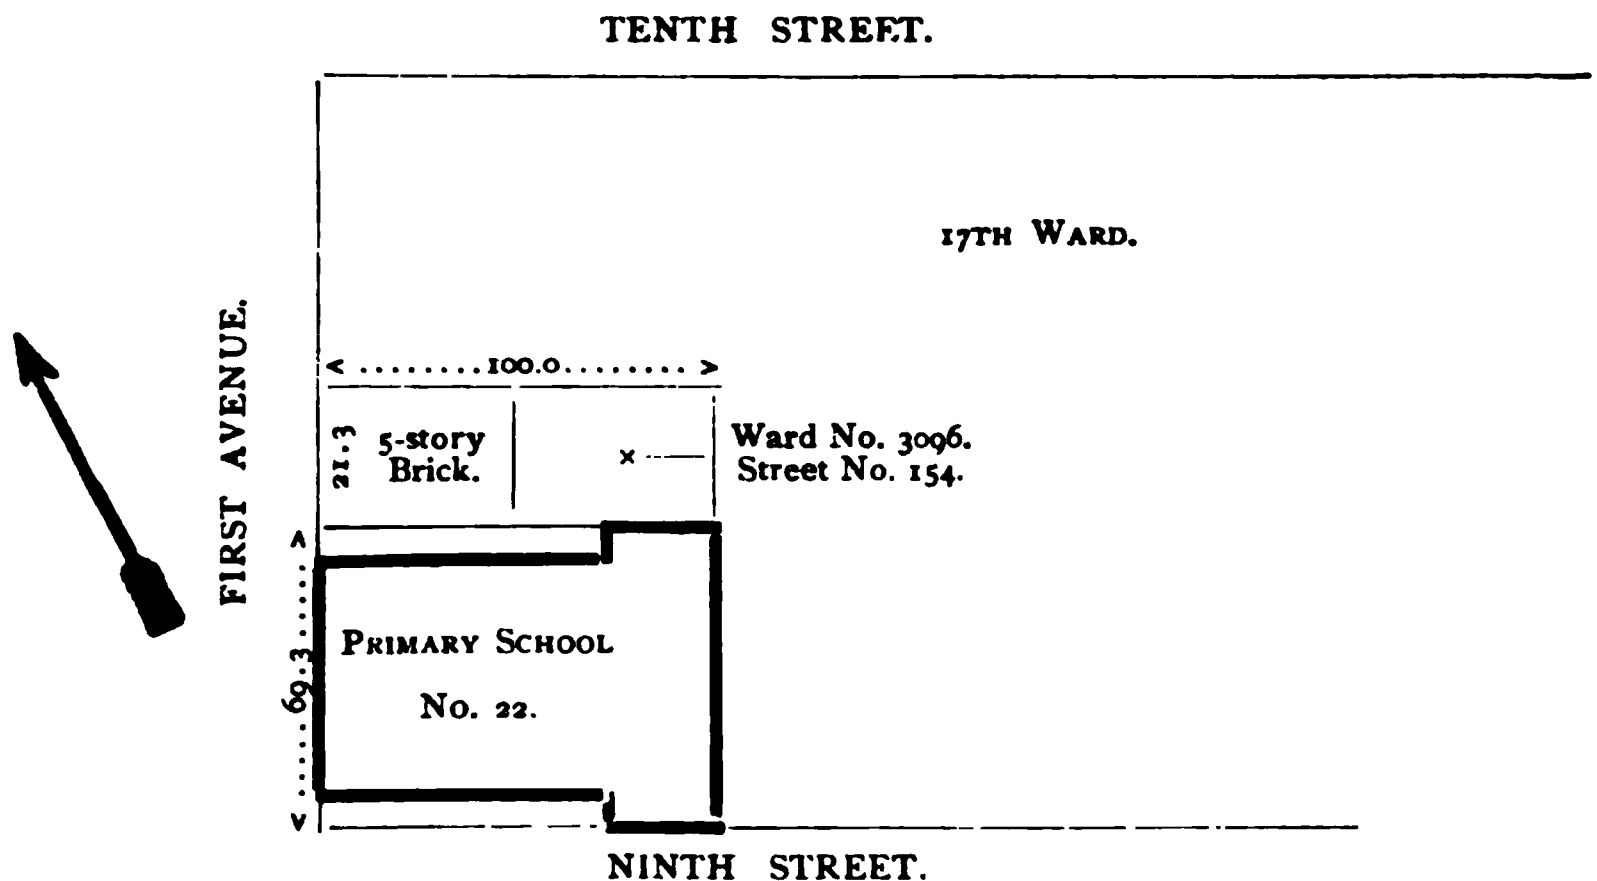 TENTH STREET.
17TH WARD.
FIRST AVENUE.
100.0
21.3
5-story
Brick.
×
Ward No. 3096.
Street No. 154.
69.3
PRIMARY SCHOOL
No. 22.
NINTH STREET.